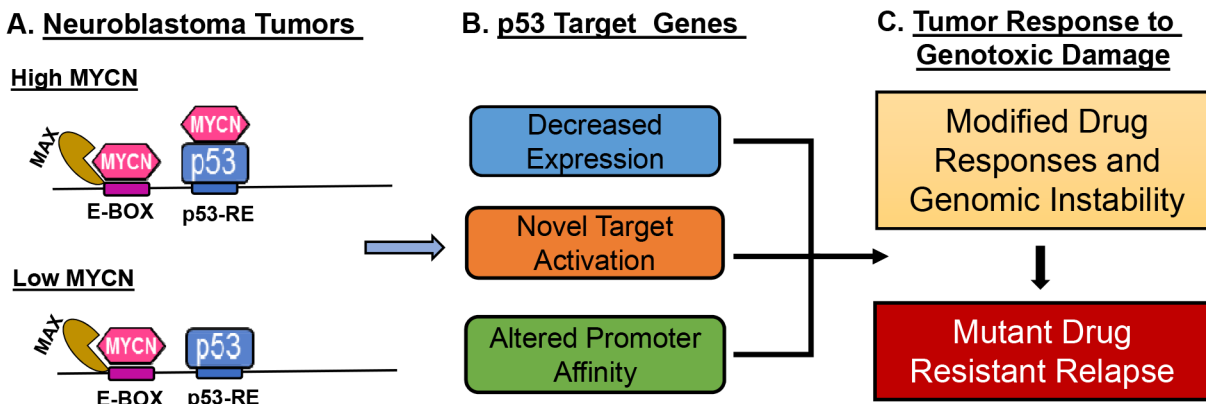 A. Neuroblastoma Tumors
High MYCN
MYCN
MAX
MYCN
p53
E-BOX
p53-RE
Low MYCN
MAX
MYCN
p53
E-BOX
p53-RE
B. p53 Target Genes
Decreased
Expression
Novel Target
Activation
Altered Promoter
Affinity
C. Tumor Response to
Genotoxic Damage
Modified Drug
Responses and
Genomic Instability
Mutant Drug
Resistant Relapse